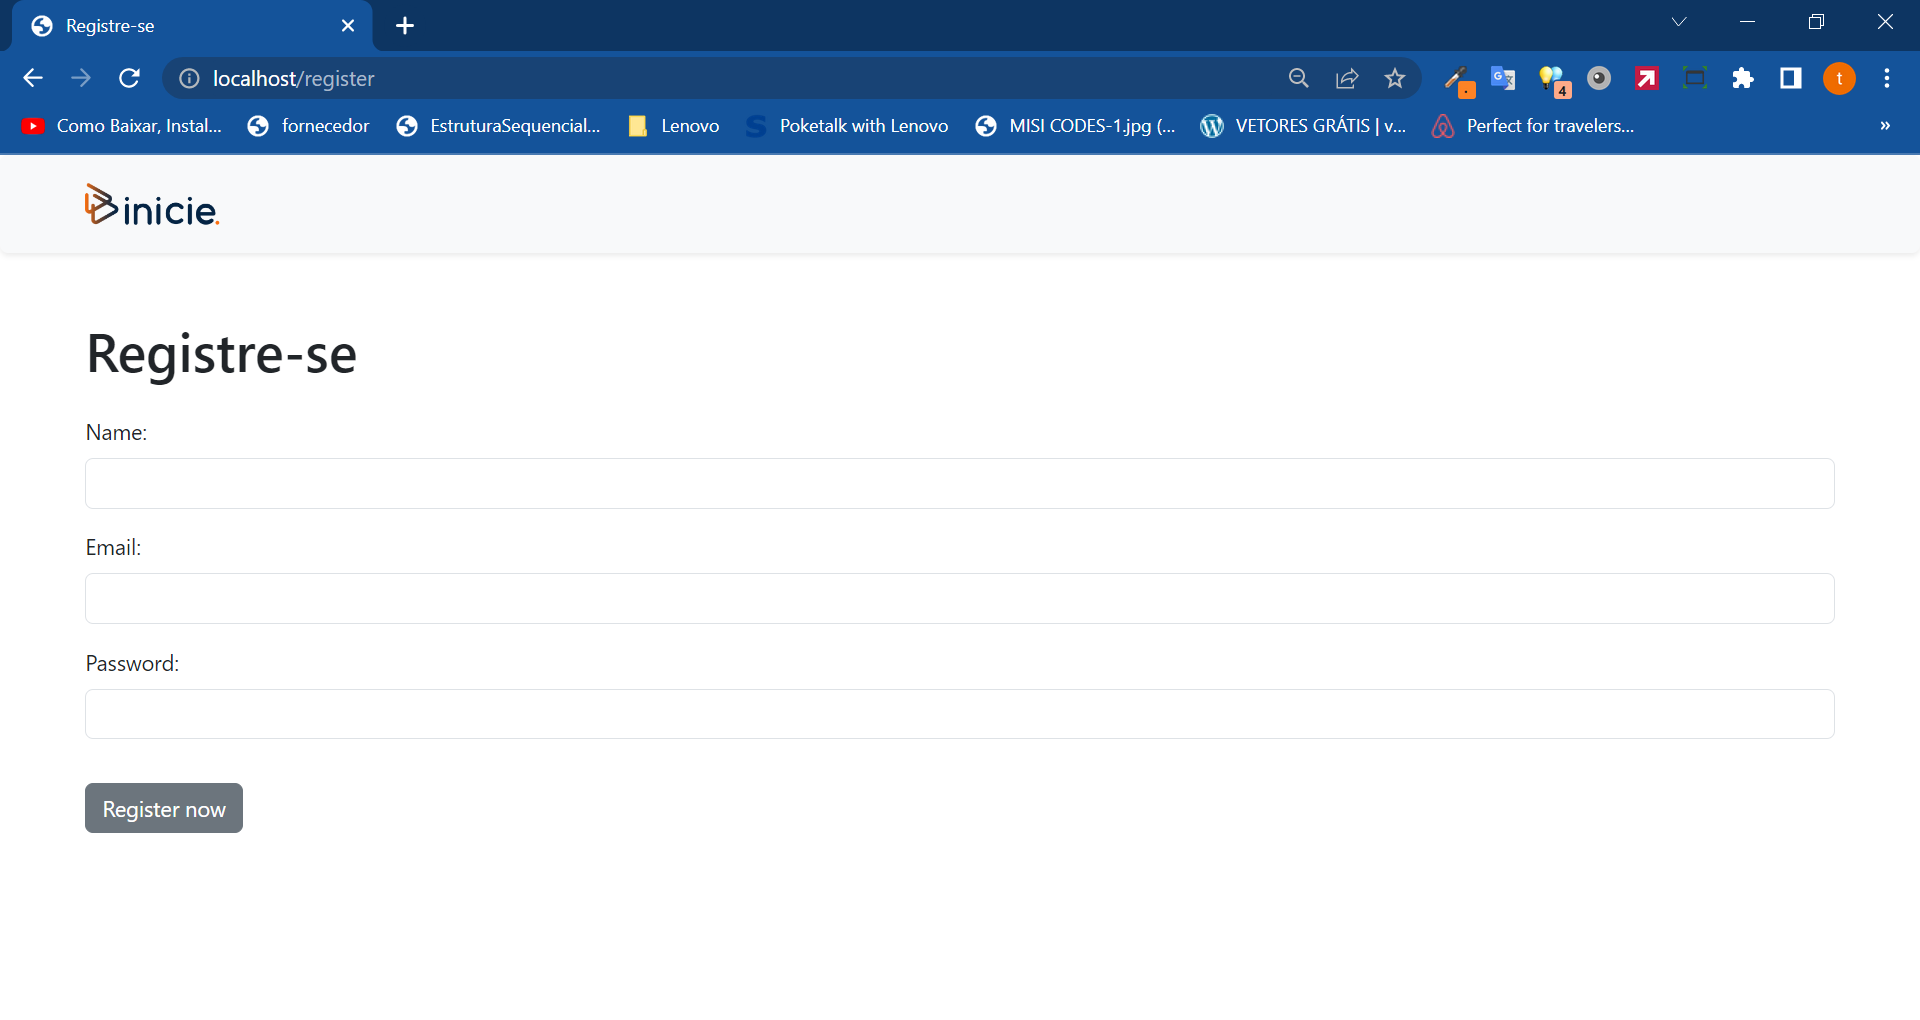 Registre-se
localhost/register
t
4
Como Baixar, Instal... fornecedor EstruturaSequencial... Lenovo Poketalk with Lenovo MISI CODES-1.jpg (... VETORES GRÁTIS | v... Perfect for travelers... »
inicie.
Registre-se
Name:
Email:
Password:
Register now